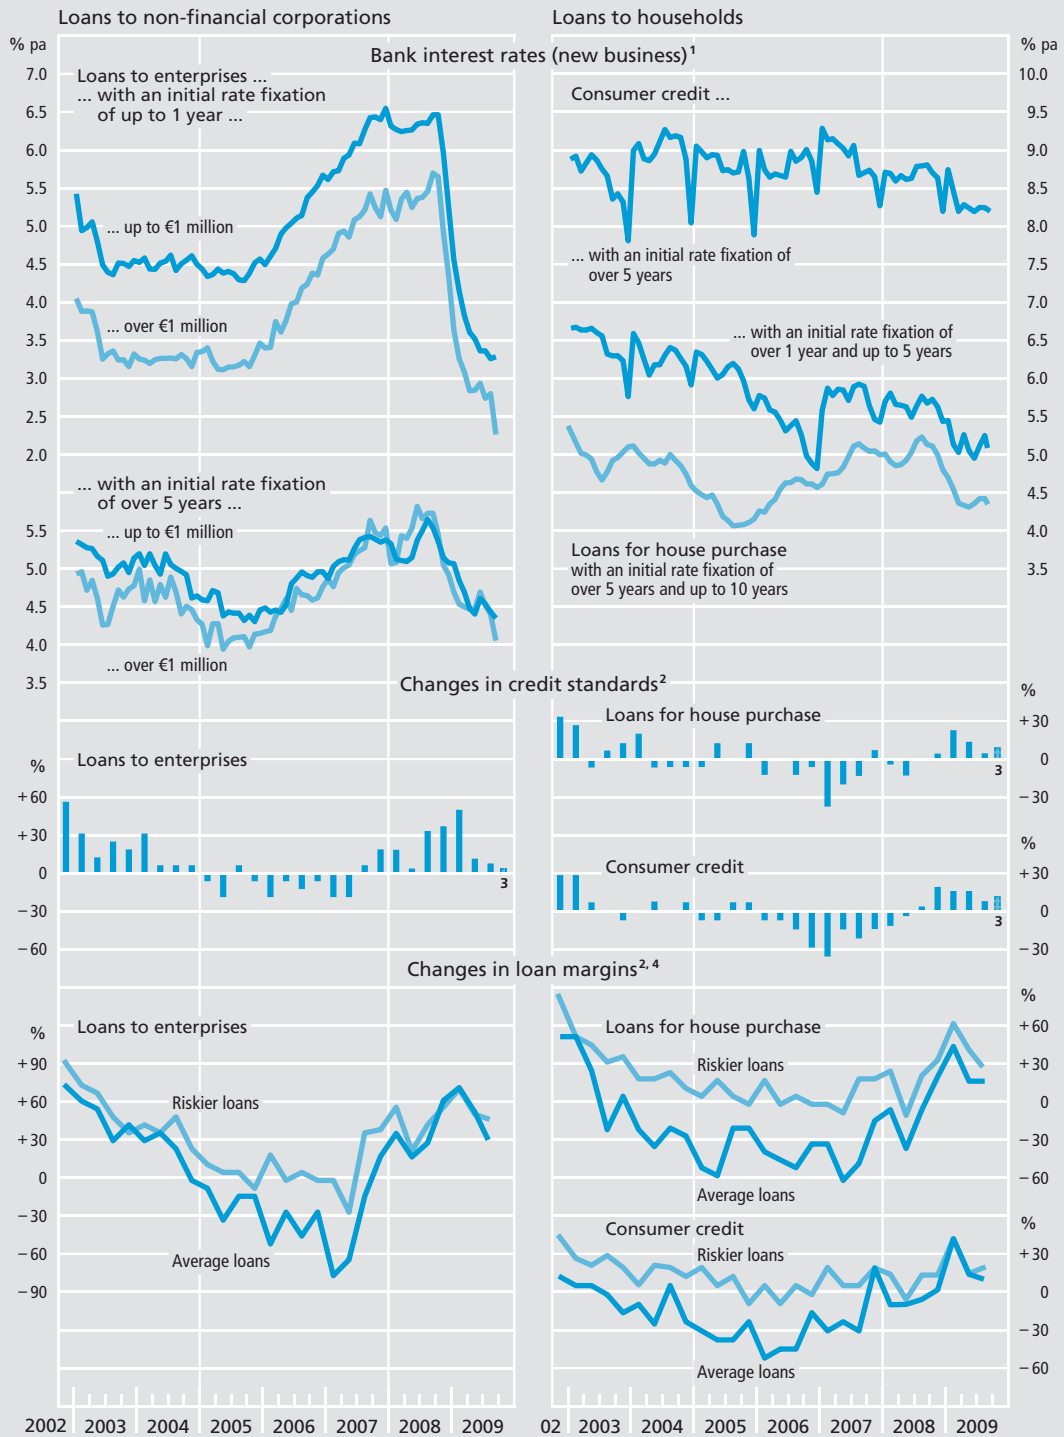 Loans to non-financial corporations
Loans to households
Bank interest rates (new business)¹
% pa
7.0
6.5
6.0
5.5
5.0
4.5
4.0
3.5
3.0
2.5
2.0
Loans to enterprises ...
... with an initial rate fixation
of up to 1 year ...
... up to €1 million
... over €1 million
... with an initial rate fixation
of over 5 years ...
... up to €1 million
... over €1 million
5.5
5.0
4.5
4.0
3.5
% pa
10.0
9.0
8.5
8.0
7.5
7.0
6.5
6.0
5.5
5.0
4.5
4.0
3.5
Consumer credit ...
... with an initial rate fixation of
over 5 years
... with an initial rate fixation of
over 1 year and up to 5 years
Loans for house purchase
with an initial rate fixation of
over 5 years and up to 10 years
Changes in credit standards²
%
+60
+30
0
−30
−60
Loans to enterprises
3
Loans for house purchase
%
+30
0
−30
3
Consumer credit
%
+30
0
−30
3
Changes in loan margins²,⁴
%
+90
+60
+30
0
−30
−60
−90
Loans to enterprises
Riskier loans
Average loans
Loans for house purchase
Riskier loans
Average loans
%
+60
+30
0
−30
−60
Consumer credit
Riskier loans
Average loans
%
+30
0
−30
−60
2002 2003 2004 2005 2006 2007 2008 2009
02 2003 2004 2005 2006 2007 2008 2009